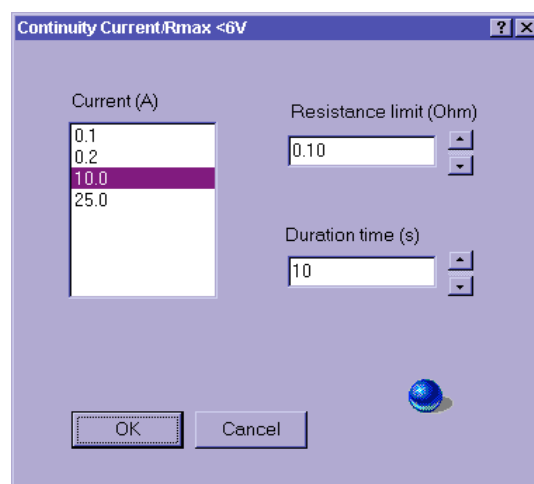 Continuity Current/Rmax <6V
Current (A)
0.1
0.2
10.0
25.0
Resistance limit (Ohm)
0.10
Duration time (s)
10
OK
Cancel